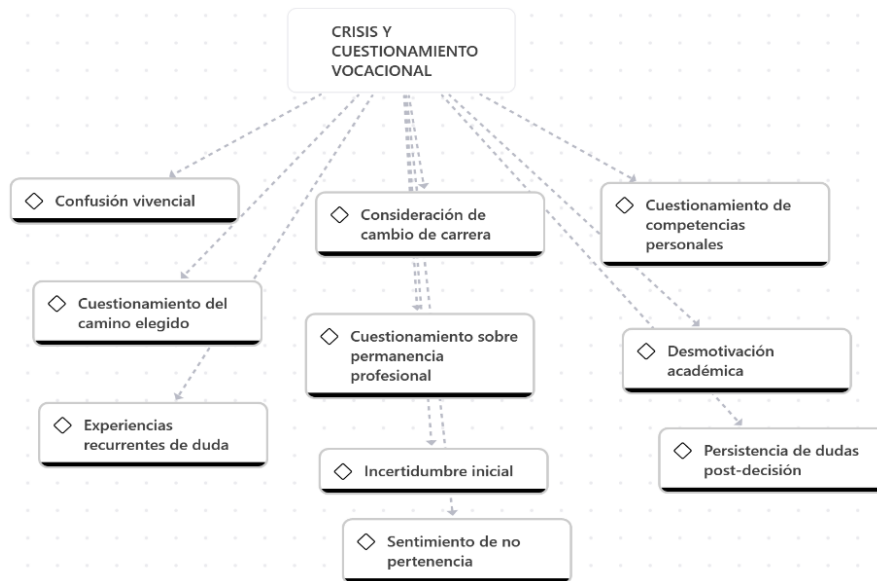 CRISIS Y
CUESTIONAMIENTO
VOCACIONAL
Confusión vivencial
Consideración de
cambio de carrera
Cuestionamiento de
competencias
personales
Cuestionamiento del
camino elegido
Cuestionamiento sobre
permanencia
profesional
Desmotivación
académica
Experiencias
recurrentes de duda
Incertidumbre inicial
Persistencia de dudas
post-decisión
Sentimiento de no
pertenencia